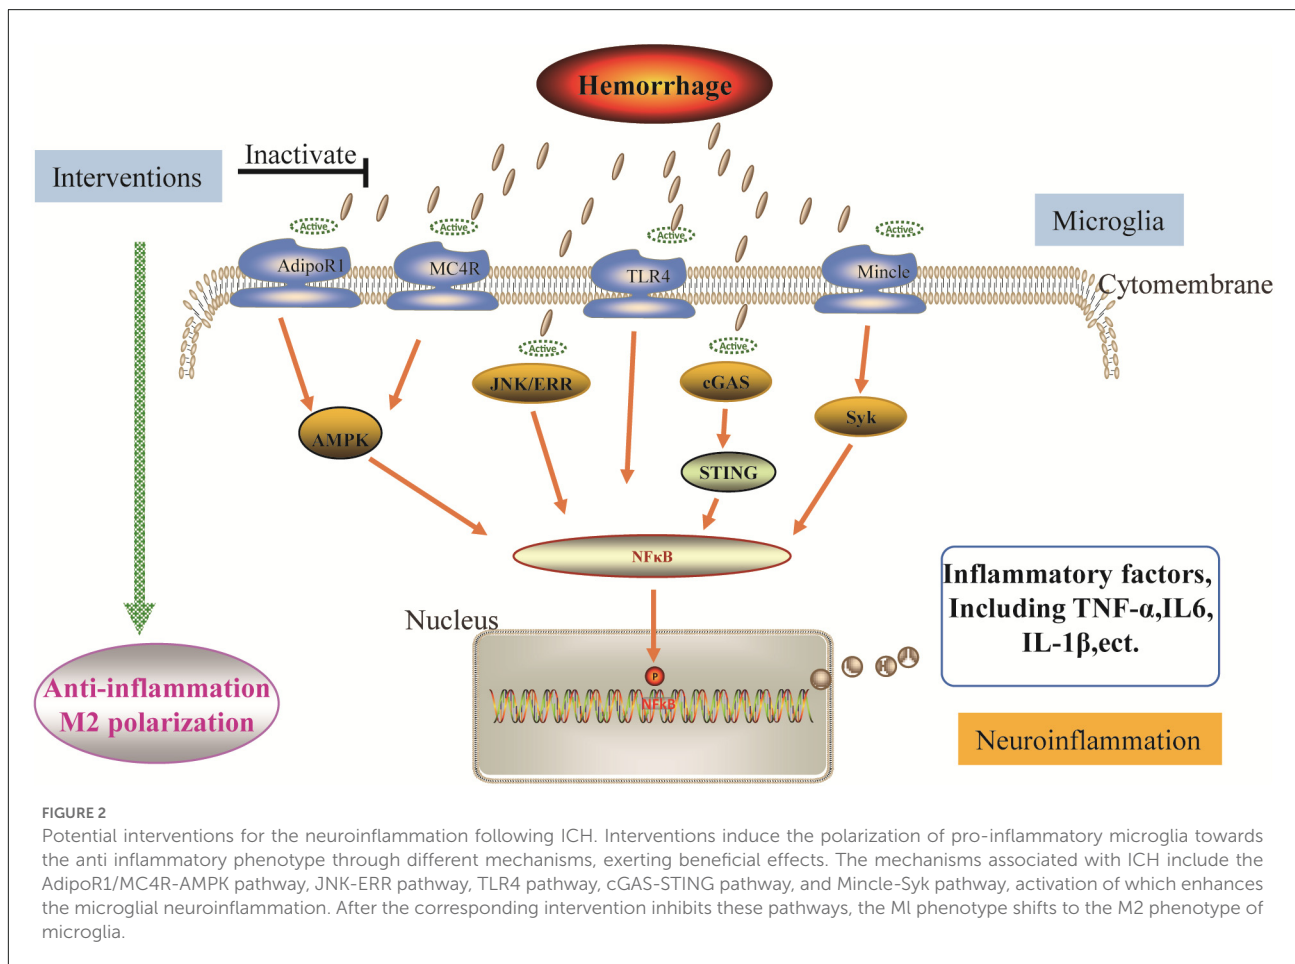 Hemorrhage
Interventions
Inactivate
Active
Active
Active
Active
Microglia
AdipoR1
MC4R
TLR4
Mincle
Cytomembrane
Active
Active
JNK/ERR
cGAS
Syk
AMPK
STING
NFκB
Nucleus
P
NFkB
Inflammatory factors,
Including TNF-α,IL6,
IL-1β,ect.
Anti-inflammation
M2 polarization
Neuroinflammation
FIGURE 2
Potential interventions for the neuroinflammation following ICH. Interventions induce the polarization of pro-inflammatory microglia towards
the anti inflammatory phenotype through different mechanisms, exerting beneficial effects. The mechanisms associated with ICH include the
AdipoR1/MC4R-AMPK pathway, JNK-ERR pathway, TLR4 pathway, cGAS-STING pathway, and Mincle-Syk pathway, activation of which enhances
the microglial neuroinflammation. After the corresponding intervention inhibits these pathways, the Ml phenotype shifts to the M2 phenotype of
microglia.